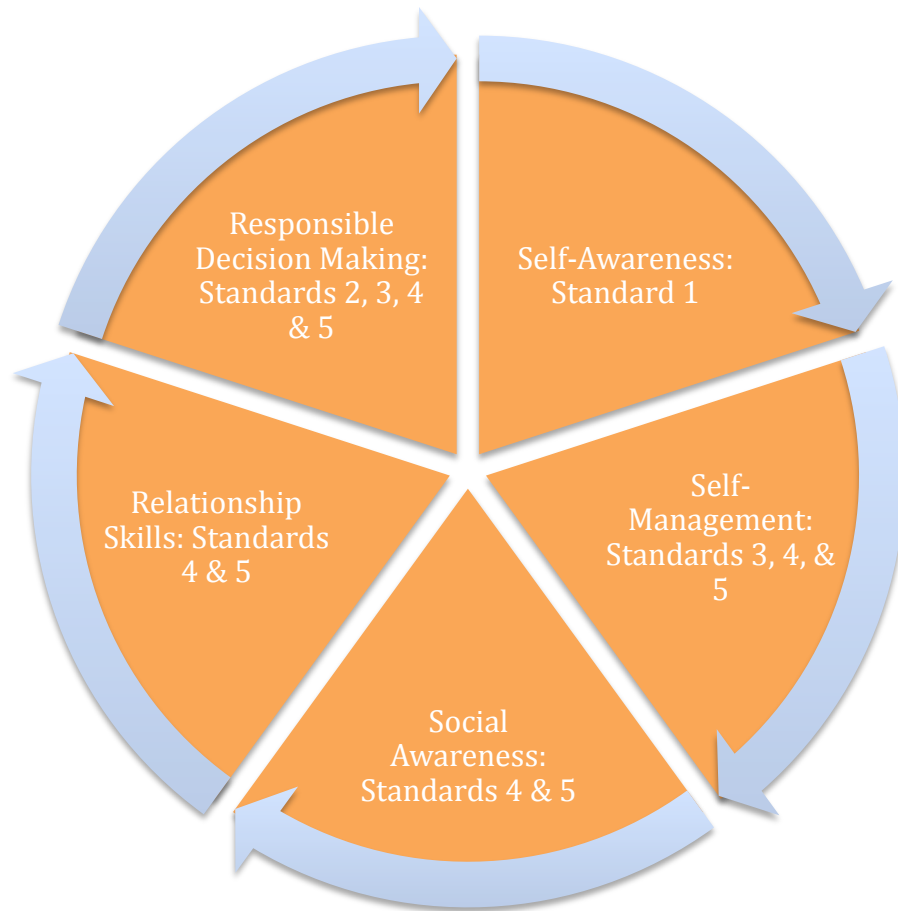 Responsible
Decision Making:
Standards 2, 3, 4
& 5
Self-Awareness:
Standard 1
Self-
Management:
Standards 3, 4, &
5
Social
Awareness:
Standards 4 & 5
Relationship
Skills: Standards
4 & 5